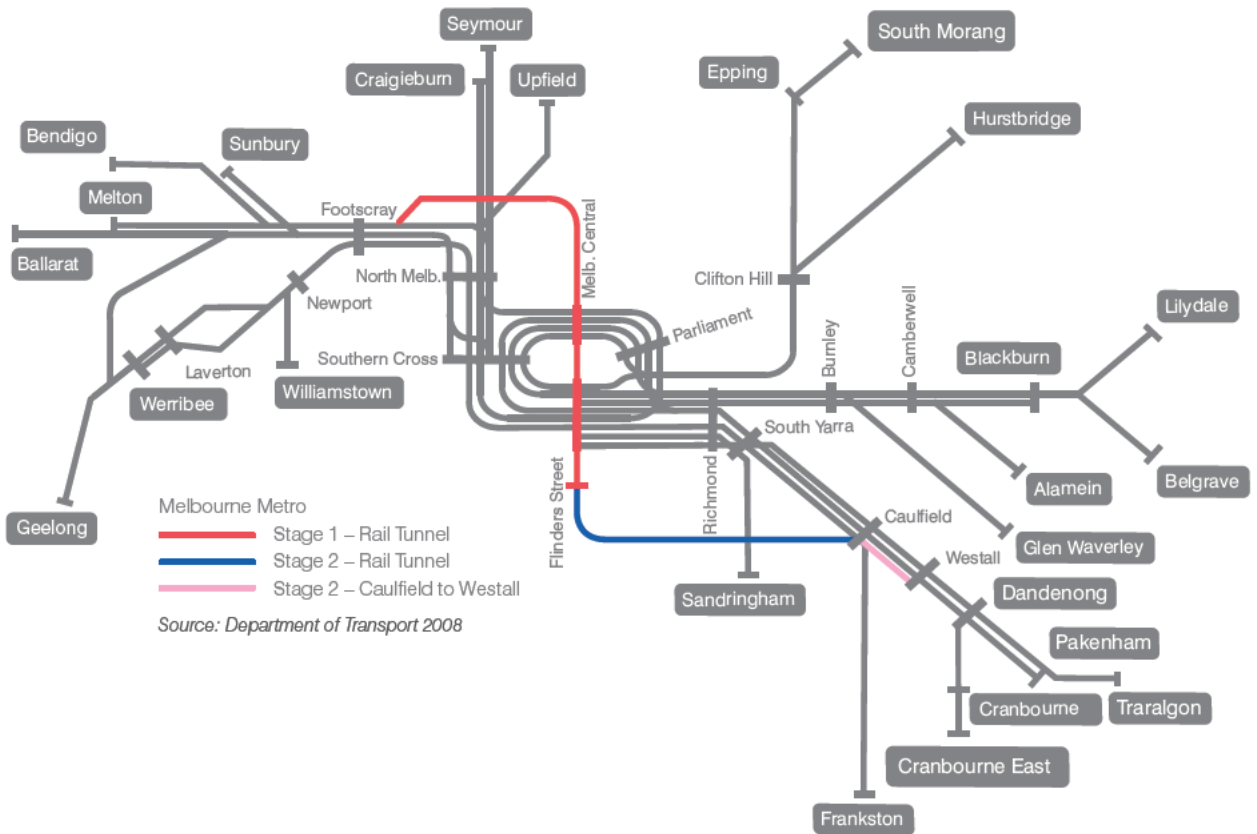 Seymour
South Morang
Craigieburn
Upfield
Epping
Hurstbridge
Bendigo
Sunbury
Melton
Footscray
Ballarat
North Melb.
Melb. Central
Clifton Hill
Newport
Parliament
Lilydale
Burnley
Camberwell
Blackburn
Southern Cross
Laverton
Werribee
Williamstown
South Yarra
Richmond
Flinders Street
Belgrave
Alamein
Geelong
Melbourne Metro
Stage 1 – Rail Tunnel
Stage 2 – Rail Tunnel
Stage 2 – Caulfield to Westall
Source: Department of Transport 2008
Caulfield
Glen Waverley
Westall
Sandringham
Dandenong
Pakenham
Cranbourne
Traralgon
Cranbourne East
Frankston